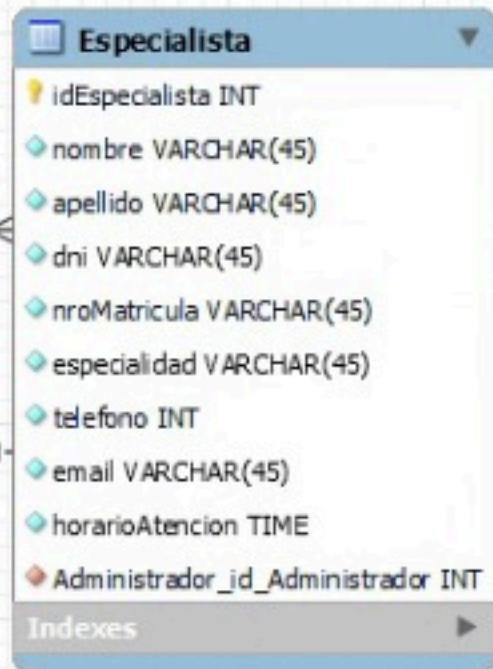 Especialista
idEspecialista INT
nombre VARCHAR(45)
apellido VARCHAR(45)
dni VARCHAR(45)
nroMatricula VARCHAR(45)
especialidad VARCHAR(45)
telefono INT
email VARCHAR(45)
horarioAtencion TIME
Administrador_id_Administrador INT
Indexes